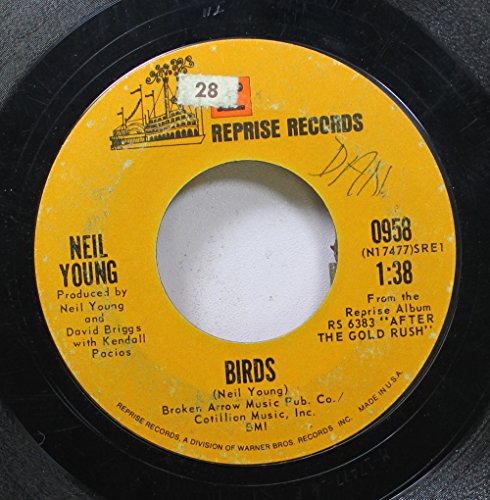 28
REPRISE RECORDS
NEIL
YOUNG
Produced by
Neil Young
and
David Briggs
with Kendall
Pacios
0958
(N17477)SRE1
1:38
From the
Reprise Album
RS 6383 "AFTER
THE GOLD RUSH"
BIRDS
(Neil Young)
Broken Arrow Music Pub. Co./
Cotillion Music, Inc.
BMI
REPRISE RECORDS, A DIVISION OF WARNER BROS. RECORDS INC. MADE IN U.S.A.